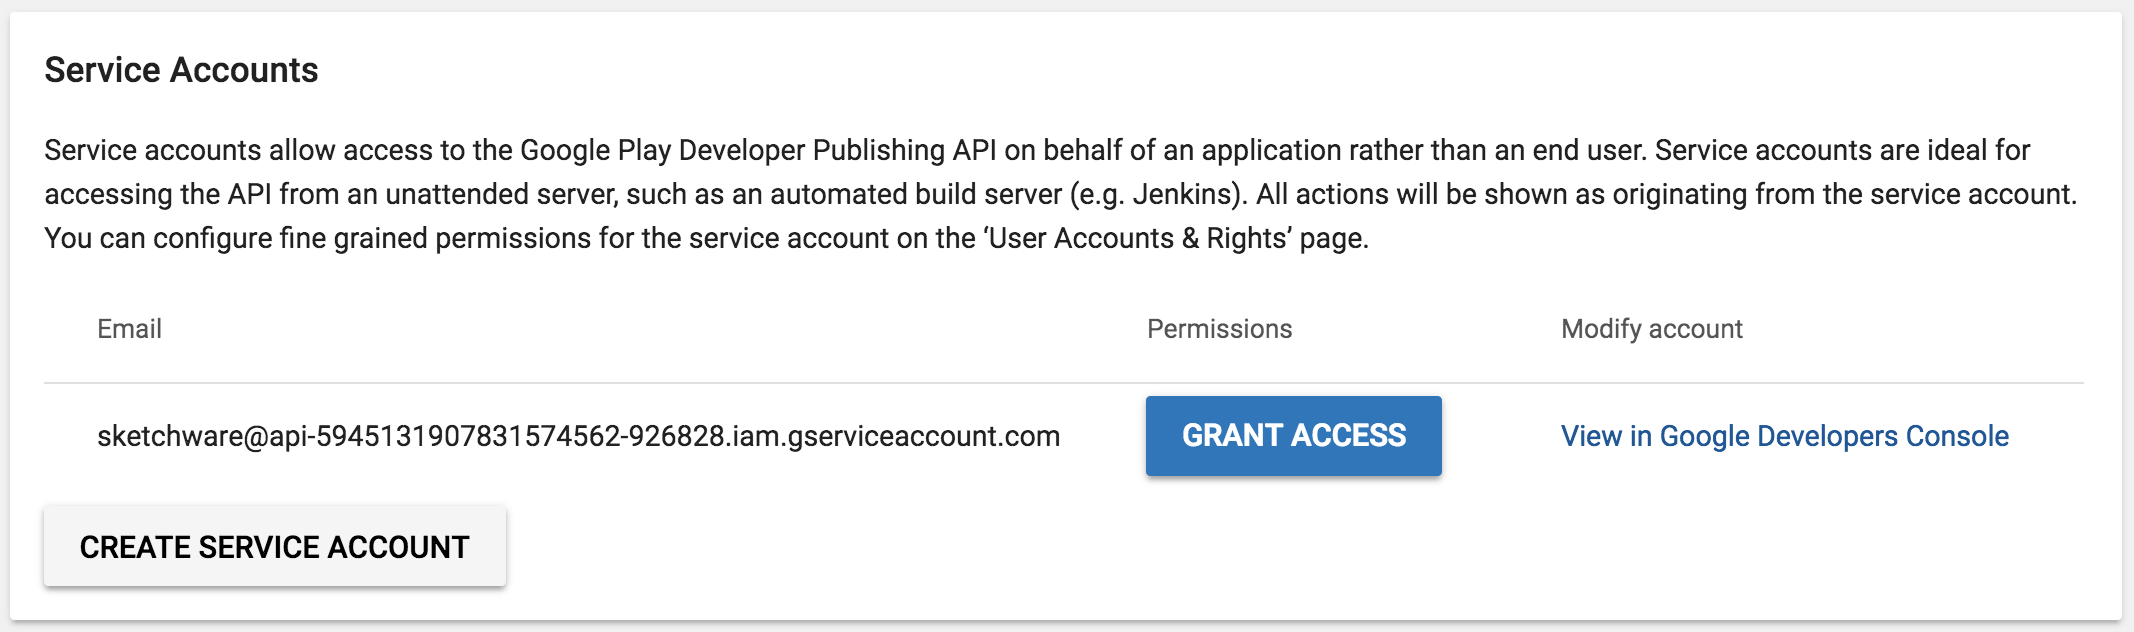 Service Accounts
Service accounts allow access to the Google Play Developer Publishing API on behalf of an application rather than an end user. Service accounts are ideal for
accessing the API from an unattended server, such as an automated build server (e.g. Jenkins). All actions will be shown as originating from the service account.
You can configure fine grained permissions for the service account on the ‘User Accounts & Rights’ page.
Email Permissions Modify account
sketchware@api-5945131907831574562-926828.iam.gserviceaccount.com GRANT ACCESS View in Google Developers Console
CREATE SERVICE ACCOUNT